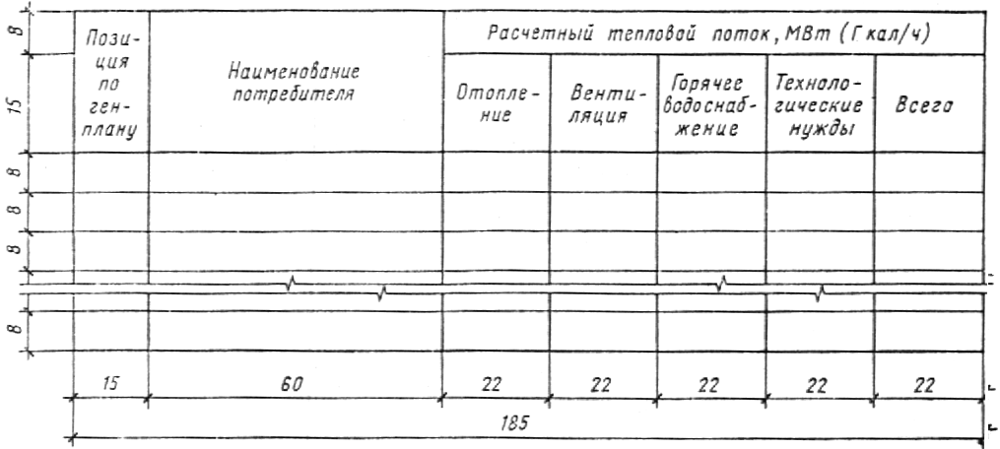 Пози-
ция
по
ген-
плану
Наименование
потребителя
Расчетный тепловой поток, МВт (Гкал/ч)
Отопле-
ние
Венти-
ляция
Горячее
водоснаб-
жение
Техноло-
гические
нужды
Всего
8
15
8
8
8
8
15 60 22 22 22 22 22
185